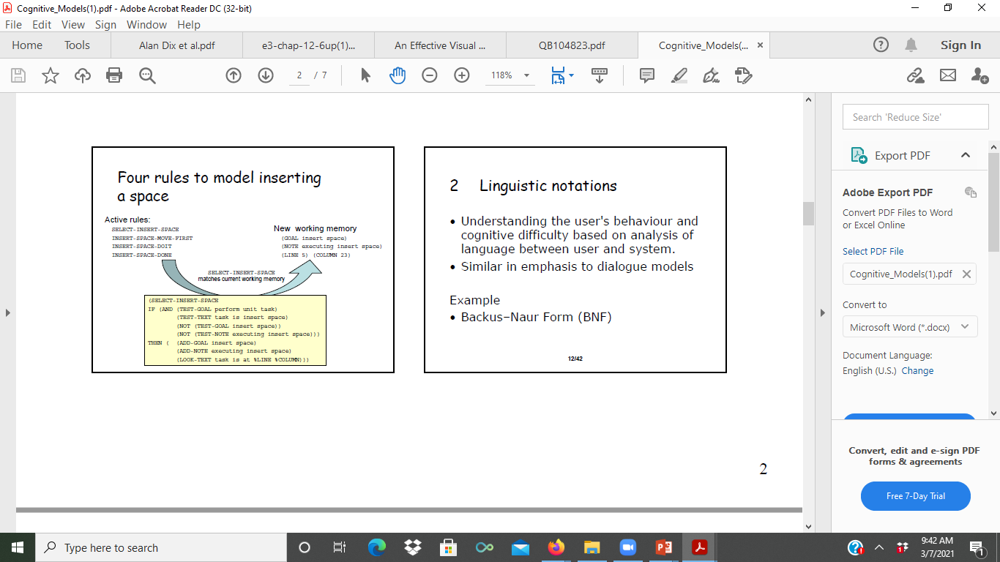 Cognitive_Models(1).pdf - Adobe Acrobat Reader DC (32-bit)
File Edit View Sign Window Help
Home Tools Alan Dix et al.pdf e3-chap-12-6up(1)... An Effective Visual ... QB104823.pdf Cognitive_Models(... × Sign In
2 / 7 118%
Four rules to model inserting
a space
Active rules:
SELECT-INSERT-SPACE
INSERT-SPACE-MOVE-FIRST
INSERT-SPACE-DOIT
INSERT-SPACE-DONE
New working memory
(GOAL insert space)
(NOTE executing insert space)
(LINE 5) (COLUMN 23)
SELECT-INSERT-SPACE
matches current working memory
(SELECT-INSERT-SPACE
IF (AND (TEST-GOAL perform unit task)
(TEST-TEXT task is insert space)
(NOT (TEST-GOAL insert space))
(NOT (TEST-NOTE executing insert space)))
THEN ( (ADD-GOAL insert space)
(ADD-NOTE executing insert space)
(LOOK-TEXT task is at %LINE %COLUMN)))
2 Linguistic notations
• Understanding the user's behaviour and
cognitive difficulty based on analysis of
language between user and system.
• Similar in emphasis to dialogue models
Example
• Backus–Naur Form (BNF)
12/42
2
Search 'Reduce Size'
Export PDF
Adobe Export PDF
Convert PDF Files to Word
or Excel Online
Select PDF File
Cognitive_Models(1).pdf
Convert to
Microsoft Word (*.docx)
Document Language:
English (U.S.) Change
Convert, edit and e-sign PDF
forms & agreements
Free 7-Day Trial
Type here to search
9:42 AM
3/7/2021
1